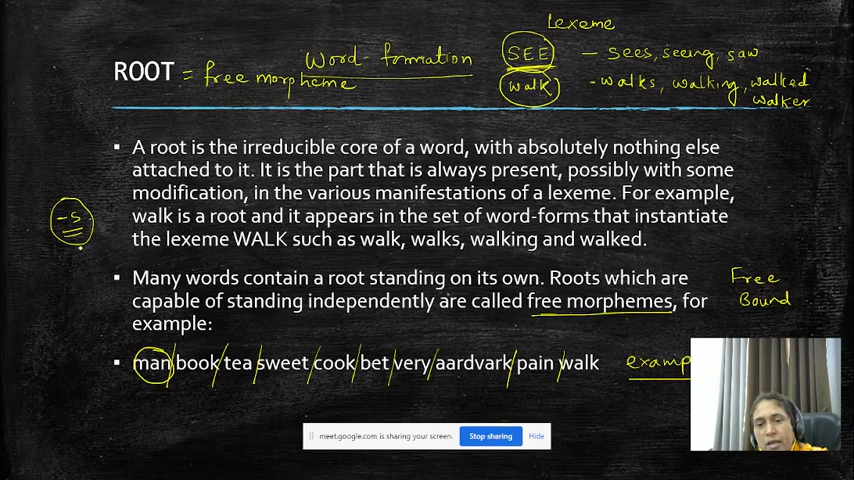 Lexeme
Word-formation
SEE - sees, seeing, saw
ROOT = free morpheme
walk - walks, walking, walked
walker
A root is the irreducible core of a word, with absolutely nothing else
attached to it. It is the part that is always present, possibly with some
modification, in the various manifestations of a lexeme. For example,
walk is a root and it appears in the set of word-forms that instantiate
the lexeme WALK such as walk, walks, walking and walked.
-s
Many words contain a root standing on its own. Roots which are
capable of standing independently are called free morphemes, for
example:
Free
Bound
man/book/tea/sweet/cook/bet/very/aardvark/pain/walk
examp
meet.google.com is sharing your screen. Stop sharing Hide